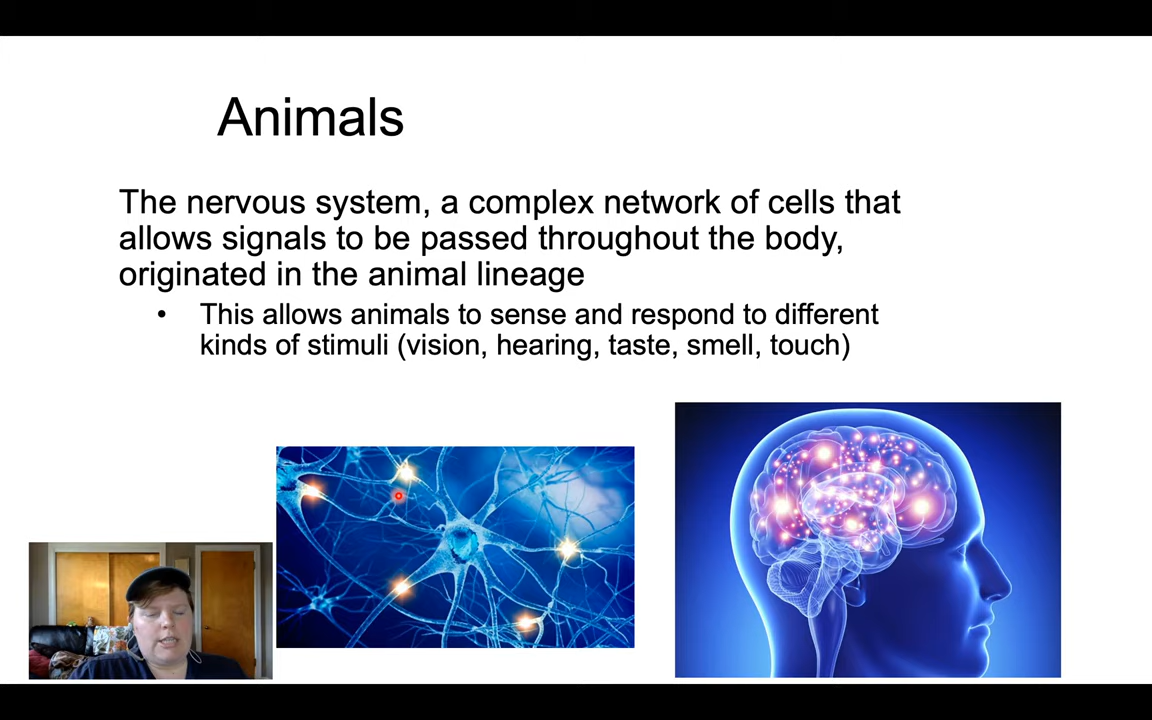 Animals
The nervous system, a complex network of cells that
allows signals to be passed throughout the body,
originated in the animal lineage
• This allows animals to sense and respond to different
kinds of stimuli (vision, hearing, taste, smell, touch)